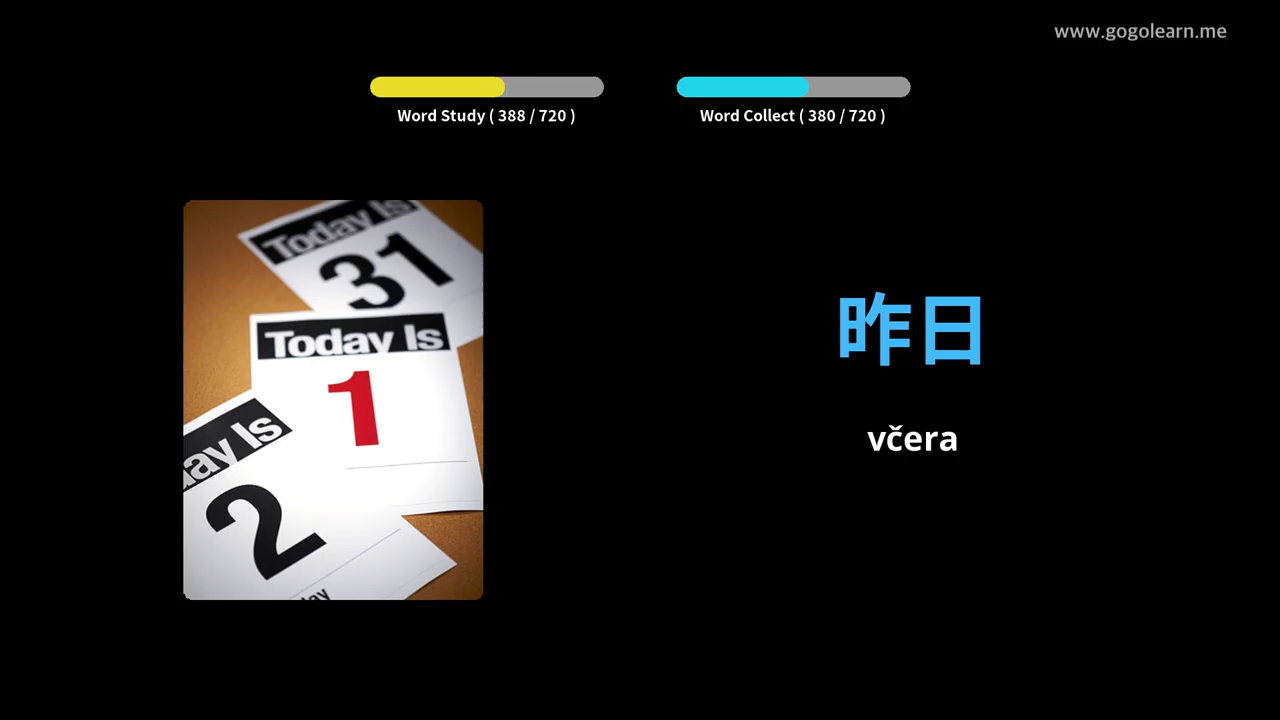 www.gogolearn.me
Word Study ( 388 / 720 )
Word Collect ( 380 / 720 )
Today Is
31
Today Is
1
ay Is
2
ay
昨日
včera